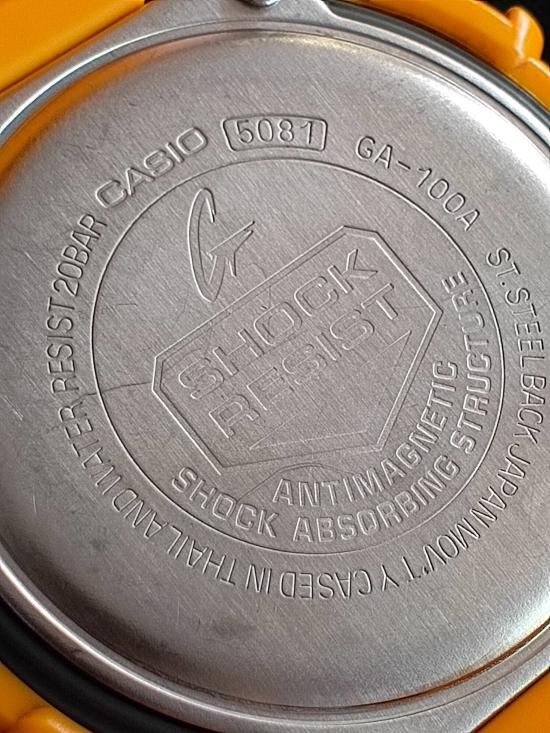 CASIO 5081 GA-100A
ST. STEEL BACK JAPAN MOV'T Y CASED IN THAILAND WATER RESIST 20BAR
G
SHOCK
RESIST
ANTIMAGNETIC
SHOCK ABSORBING STRUCTURE